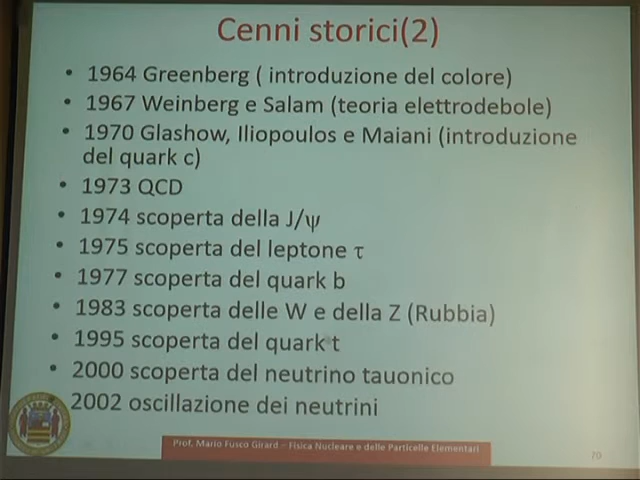 Cenni storici(2)
• 1964 Greenberg ( introduzione del colore)
• 1967 Weinberg e Salam (teoria elettrodebole)
• 1970 Glashow, Iliopoulos e Maiani (introduzione
del quark c)
• 1973 QCD
• 1974 scoperta della J/ψ
• 1975 scoperta del leptone τ
• 1977 scoperta del quark b
• 1983 scoperta delle W e della Z (Rubbia)
• 1995 scoperta del quark t
• 2000 scoperta del neutrino tauonico
2002 oscillazione dei neutrini
Prof. Mario Fusco Girard – Fisica Nucleare e delle Particelle Elementari
70